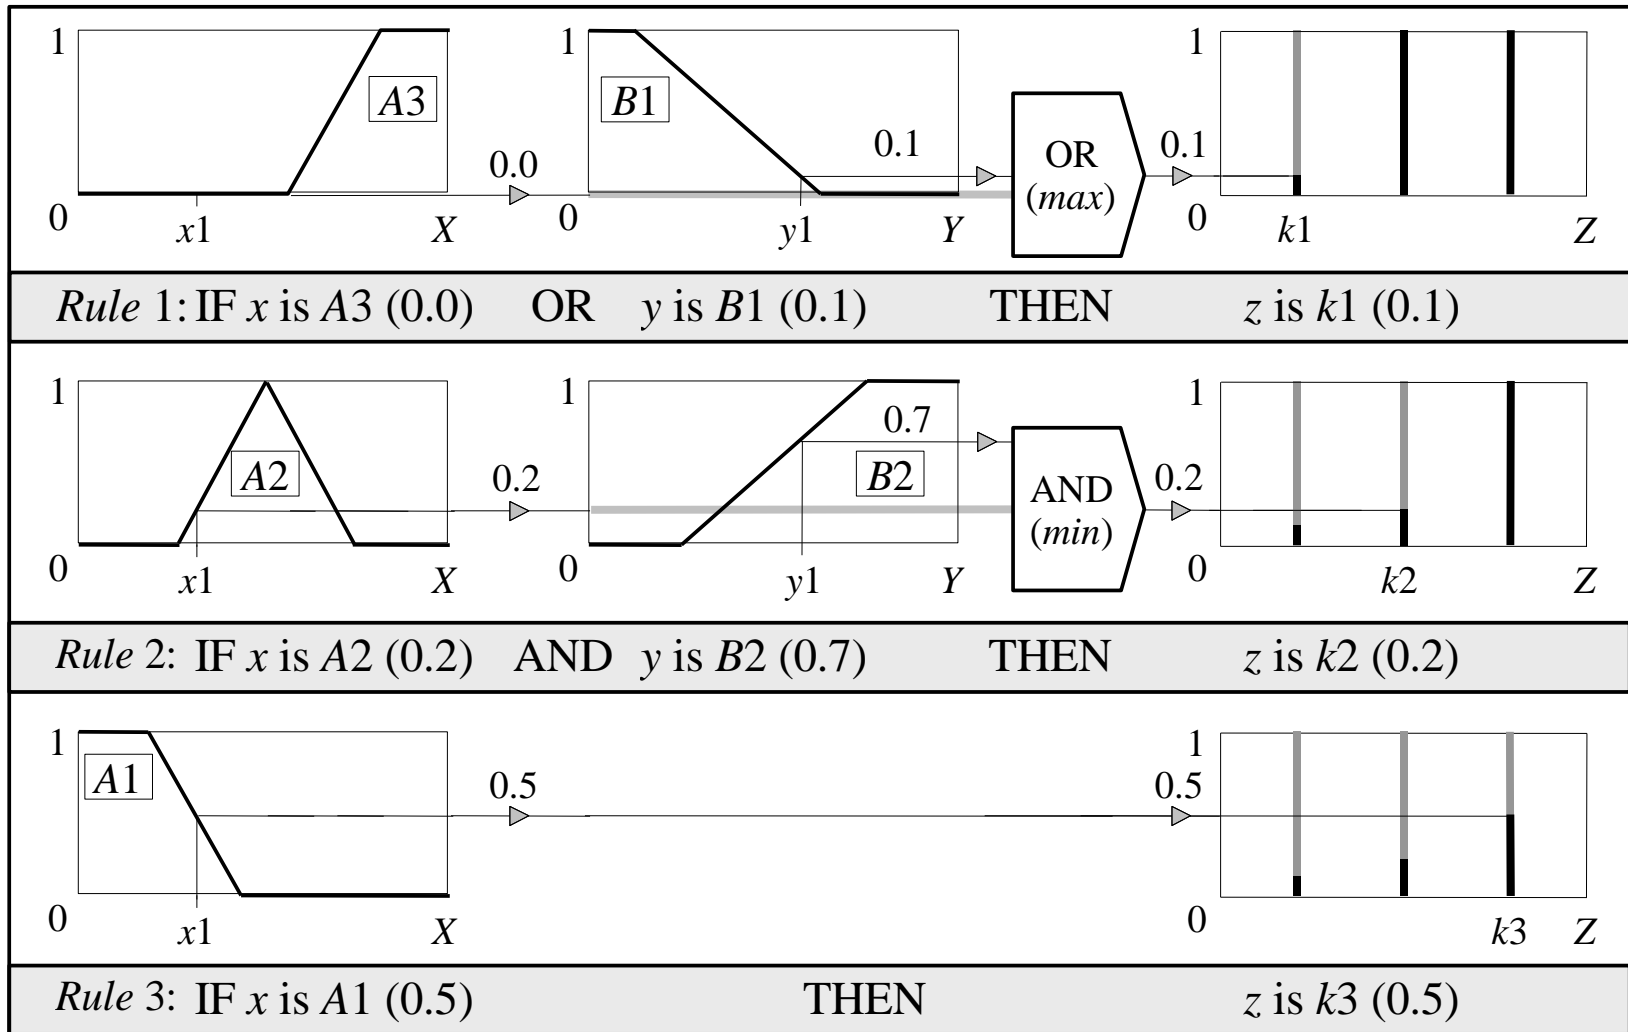 1 A3 1 B1 1
0.0 0.1 OR (max) 0.1
0 x1 X 0 y1 Y 0 k1 Z
Rule 1: IF x is A3 (0.0) OR y is B1 (0.1) THEN z is k1 (0.1)
1 A2 1 0.7 1
0.2 B2 AND (min) 0.2
0 x1 X 0 y1 Y 0 k2 Z
Rule 2: IF x is A2 (0.2) AND y is B2 (0.7) THEN z is k2 (0.2)
1 1
A1 0.5 0.5
0 x1 X 0 k3 Z
Rule 3: IF x is A1 (0.5) THEN z is k3 (0.5)